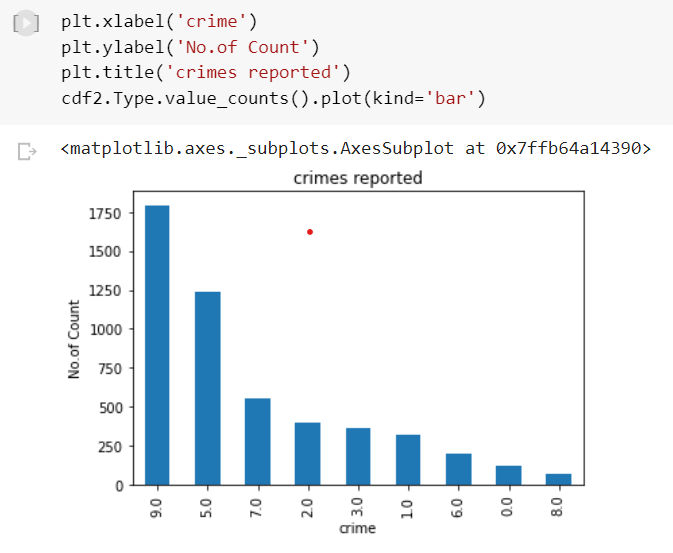 plt.xlabel('crime')
plt.ylabel('No.of Count')
plt.title('crimes reported')
cdf2.Type.value_counts().plot(kind='bar')
<matplotlib.axes._subplots.AxesSubplot at 0x7ffb64a14390>
crimes reported
No.of Count
1750
1500
1250
1000
750
500
250
0
9.0 5.0 7.0 2.0 3.0 1.0 6.0 0.0 8.0
crime